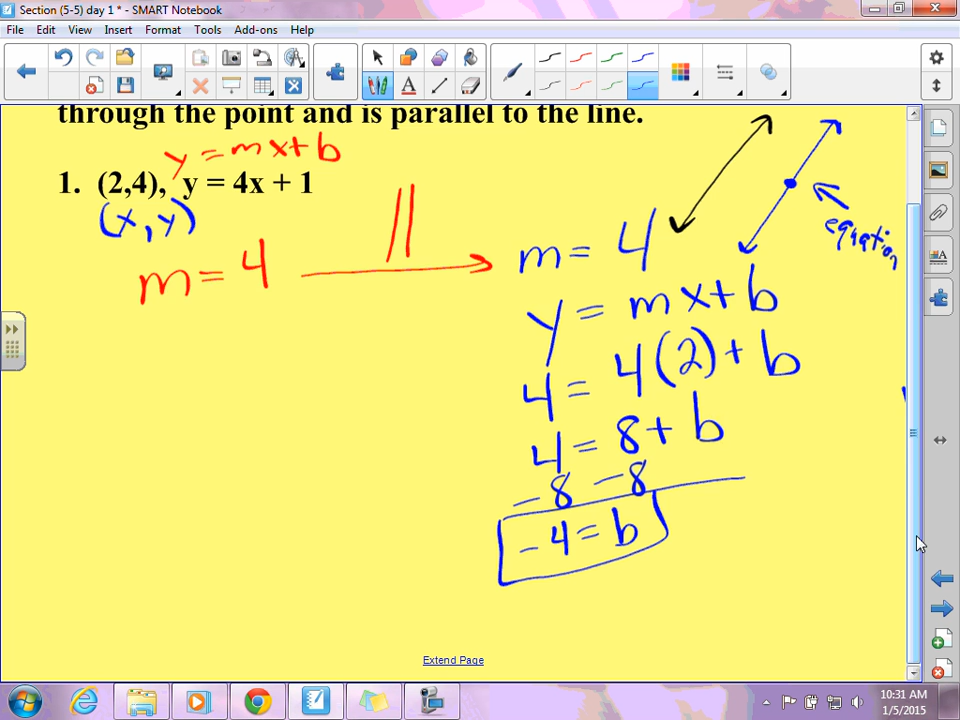 Section (5-5) day 1 * - SMART Notebook
File Edit View Insert Format Tools Add-ons Help
through the point and is parallel to the line.
y = mx + b
1. (2,4), y = 4x + 1
(x, y)
m = 4
m = 4
equation
y = mx + b
4 = 4(2) + b
4 = 8 + b
-8 -8
-4 = b
Extend Page
10:31 AM
1/5/2015